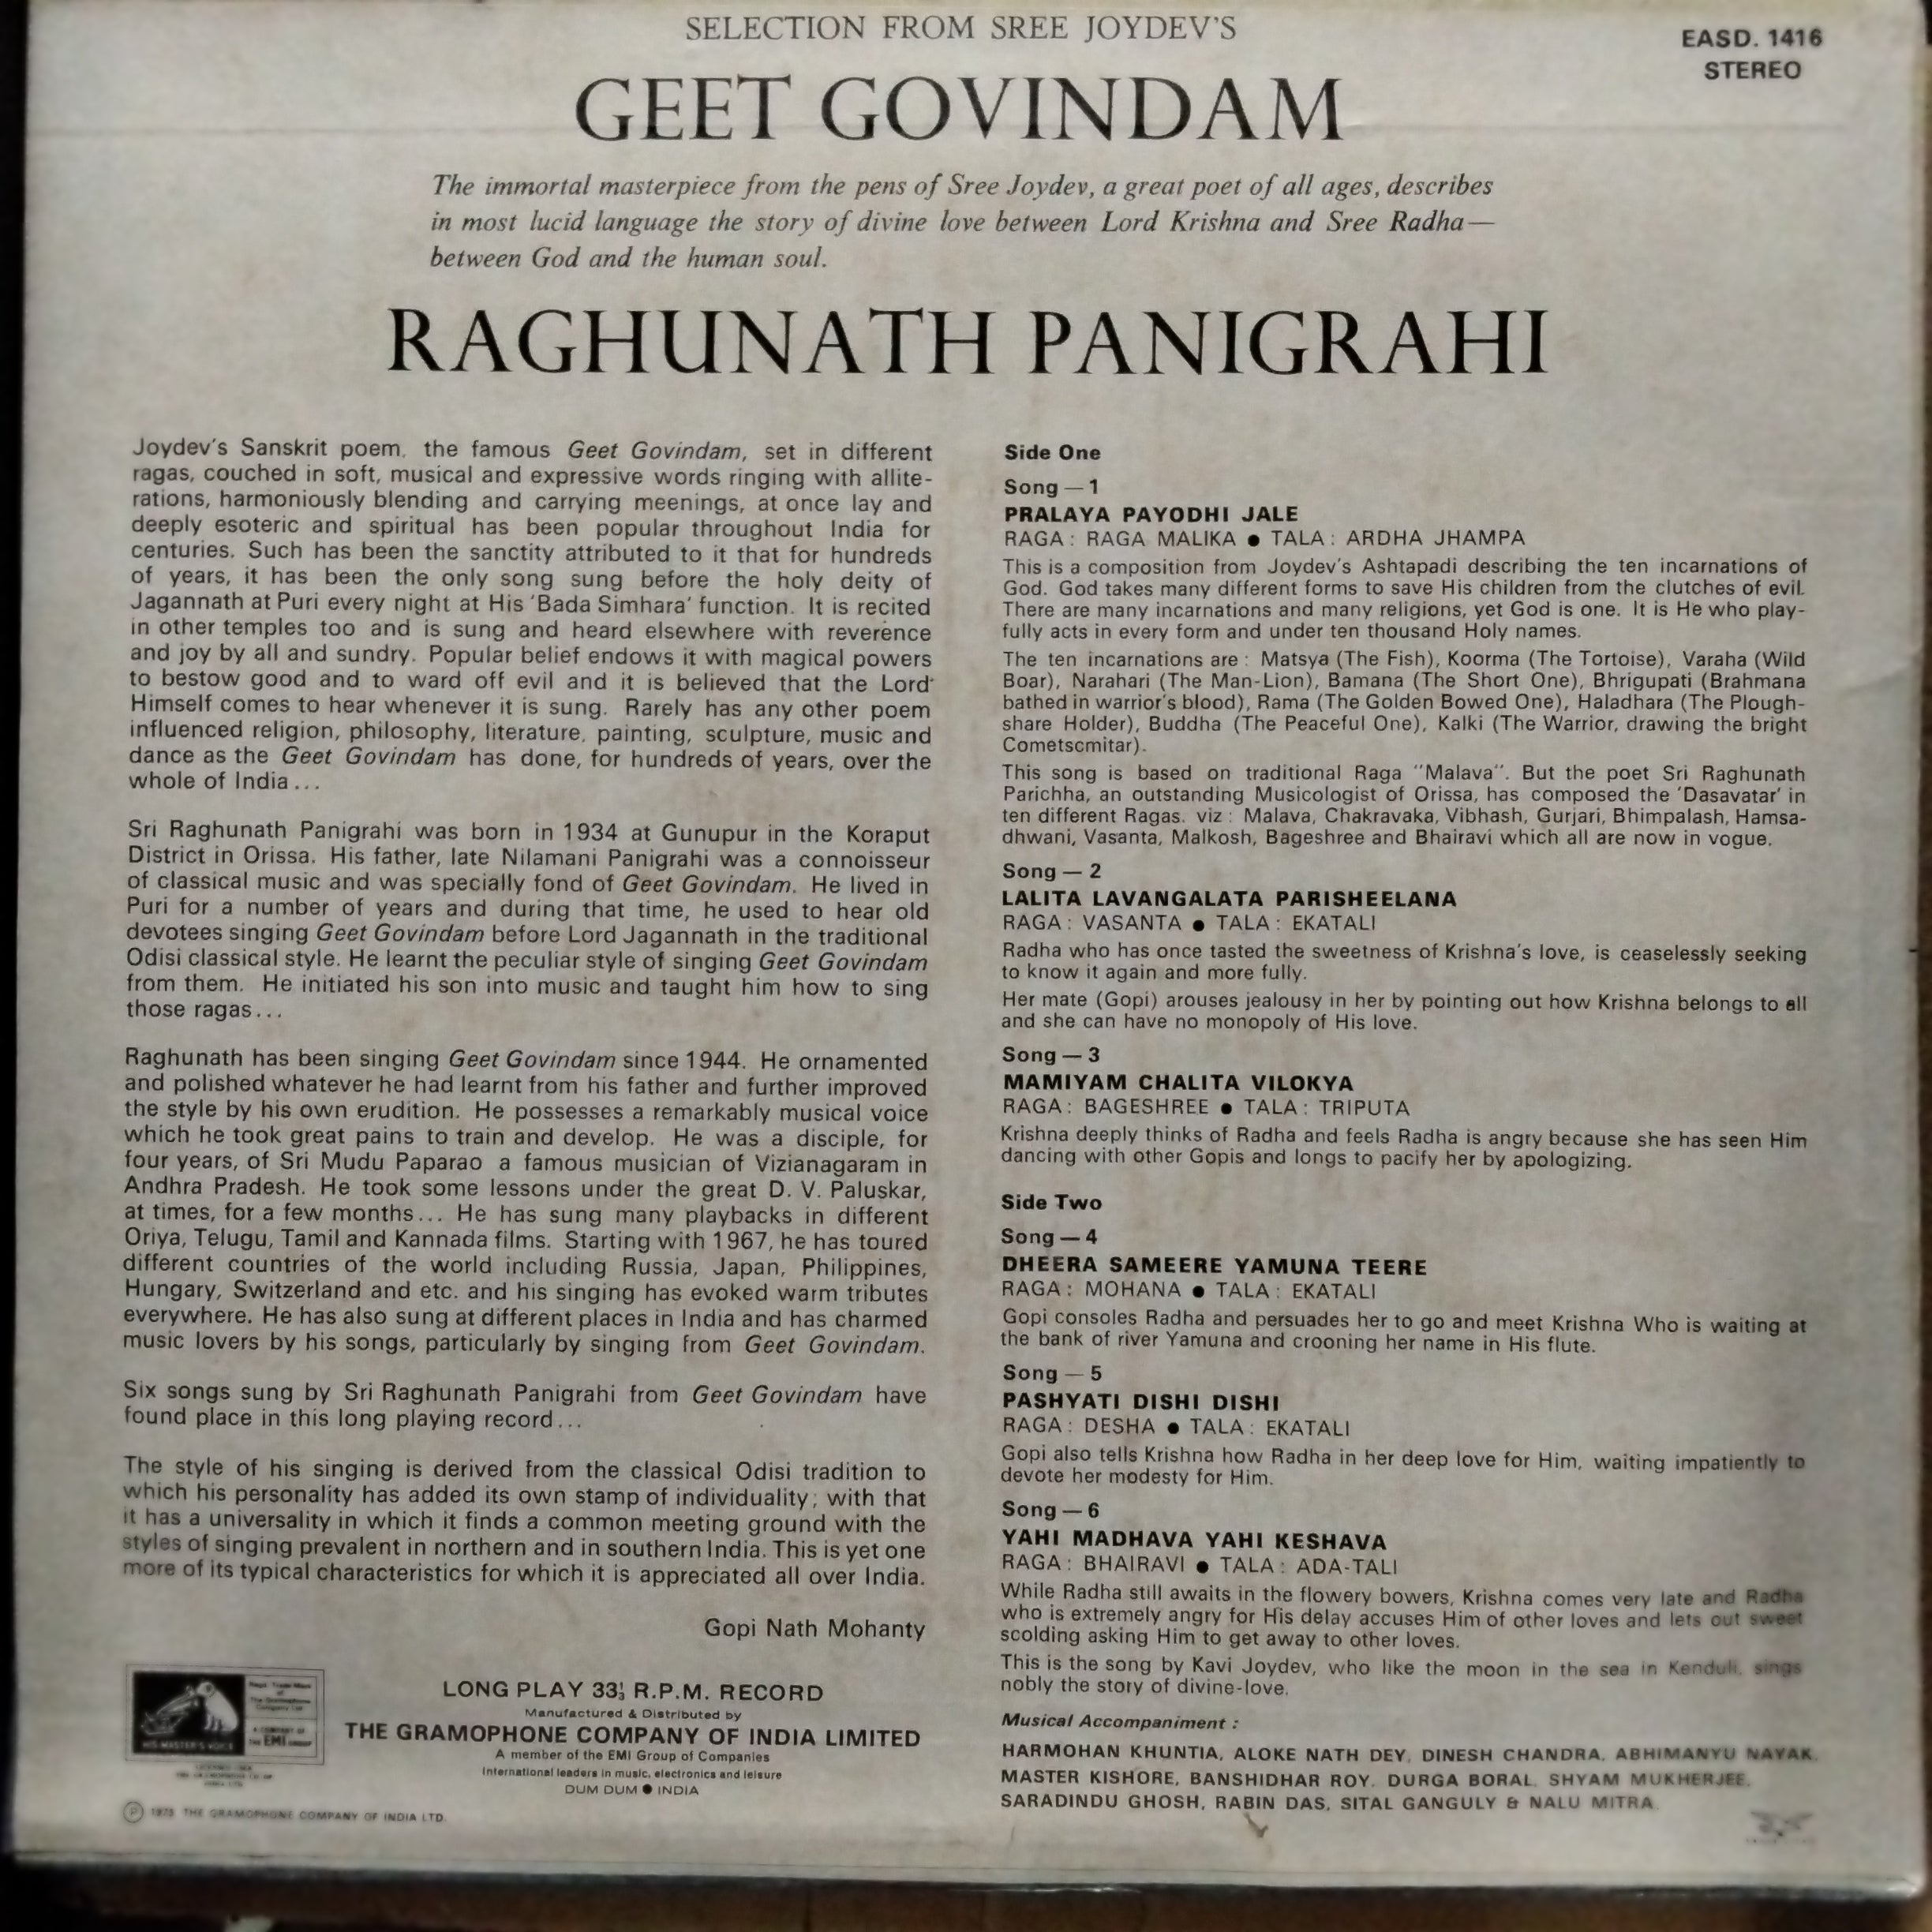 SELECTION FROM SREE JOYDEV'S
EASD. 1416
STEREO
GEET GOVINDAM
The immortal masterpiece from the pens of Sree Joydev, a great poet of all ages, describes
in most lucid language the story of divine love between Lord Krishna and Sree Radha—
between God and the human soul.
RAGHUNATH PANIGRAHI
Joydev's Sanskrit poem, the famous Geet Govindam, set in different
ragas, couched in soft, musical and expressive words ringing with allite-
rations, harmoniously blending and carrying meenings, at once lay and
deeply esoteric and spiritual has been popular throughout India for
centuries. Such has been the sanctity attributed to it that for hundreds
of years, it has been the only song sung before the holy deity of
Jagannath at Puri every night at His 'Bada Simhara' function. It is recited
in other temples too and is sung and heard elsewhere with reverence
and joy by all and sundry. Popular belief endows it with magical powers
to bestow good and to ward off evil and it is believed that the Lord
Himself comes to hear whenever it is sung. Rarely has any other poem
influenced religion, philosophy, literature, painting, sculpture, music and
dance as the Geet Govindam has done, for hundreds of years, over the
whole of India...
Sri Raghunath Panigrahi was born in 1934 at Gunupur in the Koraput
District in Orissa. His father, late Nilamani Panigrahi was a connoisseur
of classical music and was specially fond of Geet Govindam. He lived in
Puri for a number of years and during that time, he used to hear old
devotees singing Geet Govindam before Lord Jagannath in the traditional
Odisi classical style. He learnt the peculiar style of singing Geet Govindam
from them. He initiated his son into music and taught him how to sing
those ragas...
Raghunath has been singing Geet Govindam since 1944. He ornamented
and polished whatever he had learnt from his father and further improved
the style by his own erudition. He possesses a remarkably musical voice
which he took great pains to train and develop. He was a disciple, for
four years, of Sri Mudu Paparao a famous musician of Vizianagaram in
Andhra Pradesh. He took some lessons under the great D. V. Paluskar,
at times, for a few months... He has sung many playbacks in different
Oriya, Telugu, Tamil and Kannada films. Starting with 1967, he has toured
different countries of the world including Russia, Japan, Philippines,
Hungary, Switzerland and etc. and his singing has evoked warm tributes
everywhere. He has also sung at different places in India and has charmed
music lovers by his songs, particularly by singing from Geet Govindam.
Six songs sung by Sri Raghunath Panigrahi from Geet Govindam have
found place in this long playing record...
The style of his singing is derived from the classical Odisi tradition to
which his personality has added its own stamp of individuality; with that
it has a universality in which it finds a common meeting ground with the
styles of singing prevalent in northern and in southern India. This is yet one
more of its typical characteristics for which it is appreciated all over India.
Gopi Nath Mohanty
HIS MASTER'S VOICE
LONG PLAY 33⅓ R.P.M. RECORD
Manufactured & Distributed by
THE GRAMOPHONE COMPANY OF INDIA LIMITED
A member of the EMI Group of Companies
International leaders in music, electronics and leisure
DUM DUM ● INDIA
THE GRAMOPHONE COMPANY OF INDIA LTD.
Side One
Song — 1
PRALAYA PAYODHI JALE
RAGA : RAGA MALIKA ● TALA : ARDHA JHAMPA
This is a composition from Joydev's Ashtapadi describing the ten incarnations of
God. God takes many different forms to save His children from the clutches of evil.
There are many incarnations and many religions, yet God is one. It is He who play-
fully acts in every form and under ten thousand Holy names.
The ten incarnations are : Matsya (The Fish), Koorma (The Tortoise), Varaha (Wild
Boar), Narahari (The Man-Lion), Bamana (The Short One), Bhrigupati (Brahmana
bathed in warrior's blood), Rama (The Golden Bowed One), Haladhara (The Plough-
share Holder), Buddha (The Peaceful One), Kalki (The Warrior, drawing the bright
Cometscmitar).
This song is based on traditional Raga "Malava". But the poet Sri Raghunath
Parichha, an outstanding Musicologist of Orissa, has composed the 'Dasavatar' in
ten different Ragas. viz : Malava, Chakravaka, Vibhash, Gurjari, Bhimpalash, Hamsa-
dhwani, Vasanta, Malkosh, Bageshree and Bhairavi which all are now in vogue.
Song — 2
LALITA LAVANGALATA PARISHEELANA
RAGA : VASANTA ● TALA : EKATALI
Radha who has once tasted the sweetness of Krishna's love, is ceaselessly seeking
to know it again and more fully.
Her mate (Gopi) arouses jealousy in her by pointing out how Krishna belongs to all
and she can have no monopoly of His love.
Song — 3
MAMIYAM CHALITA VILOKYA
RAGA : BAGESHREE ● TALA : TRIPUTA
Krishna deeply thinks of Radha and feels Radha is angry because she has seen Him
dancing with other Gopis and longs to pacify her by apologizing.
Side Two
Song — 4
DHEERA SAMEERE YAMUNA TEERE
RAGA : MOHANA ● TALA : EKATALI
Gopi consoles Radha and persuades her to go and meet Krishna Who is waiting at
the bank of river Yamuna and crooning her name in His flute.
Song — 5
PASHYATI DISHI DISHI
RAGA : DESHA ● TALA : EKATALI
Gopi also tells Krishna how Radha in her deep love for Him, waiting impatiently to
devote her modesty for Him.
Song — 6
YAHI MADHAVA YAHI KESHAVA
RAGA : BHAIRAVI ● TALA : ADA-TALI
While Radha still awaits in the flowery bowers, Krishna comes very late and Radha
who is extremely angry for His delay accuses Him of other loves and lets out sweet
scolding asking Him to get away to other loves.
This is the song by Kavi Joydev, who like the moon in the sea in Kenduli, sings
nobly the story of divine-love.
Musical Accompaniment :
HARMOHAN KHUNTIA, ALOKE NATH DEY, DINESH CHANDRA, ABHIMANYU NAYAK,
MASTER KISHORE, BANSHIDHAR ROY, DURGA BORAL, SHYAM MUKHERJEE,
SARADINDU GHOSH, RABIN DAS, SITAL GANGULY & NALU MITRA.